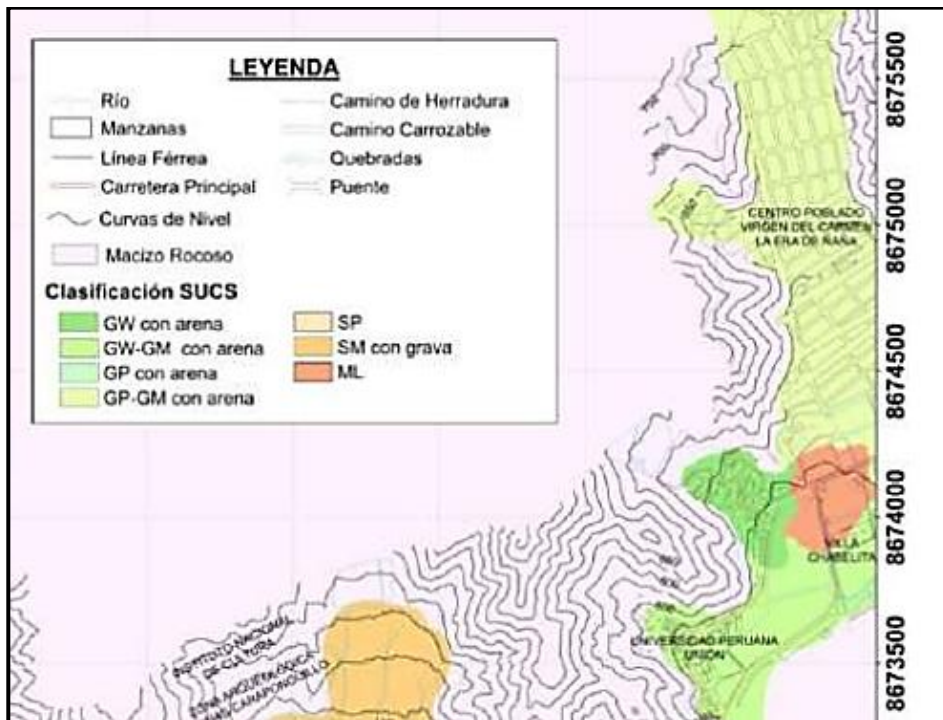 LEYENDA
Río
Manzanas
Línea Férrea
Carretera Principal
Curvas de Nivel
Macizo Rocoso
Camino de Herradura
Camino Carrozable
Quebradas
Puente
Clasificación SUCS
GW con arena
GW-GM con arena
GP con arena
GP-GM con arena
SP
SM con grava
ML
CENTRO POBLADO
VIRGEN DEL CARMEN
LA ERA DE ÑAÑA
VILLA
CHABELITA
UNIVERSIDAD PERUANA
UNIÓN
INSTITUTO NACIONAL
DE CULTURA
ZONA ARQUEOLÓGICA
8675500
8675000
8674500
8674000
8673500